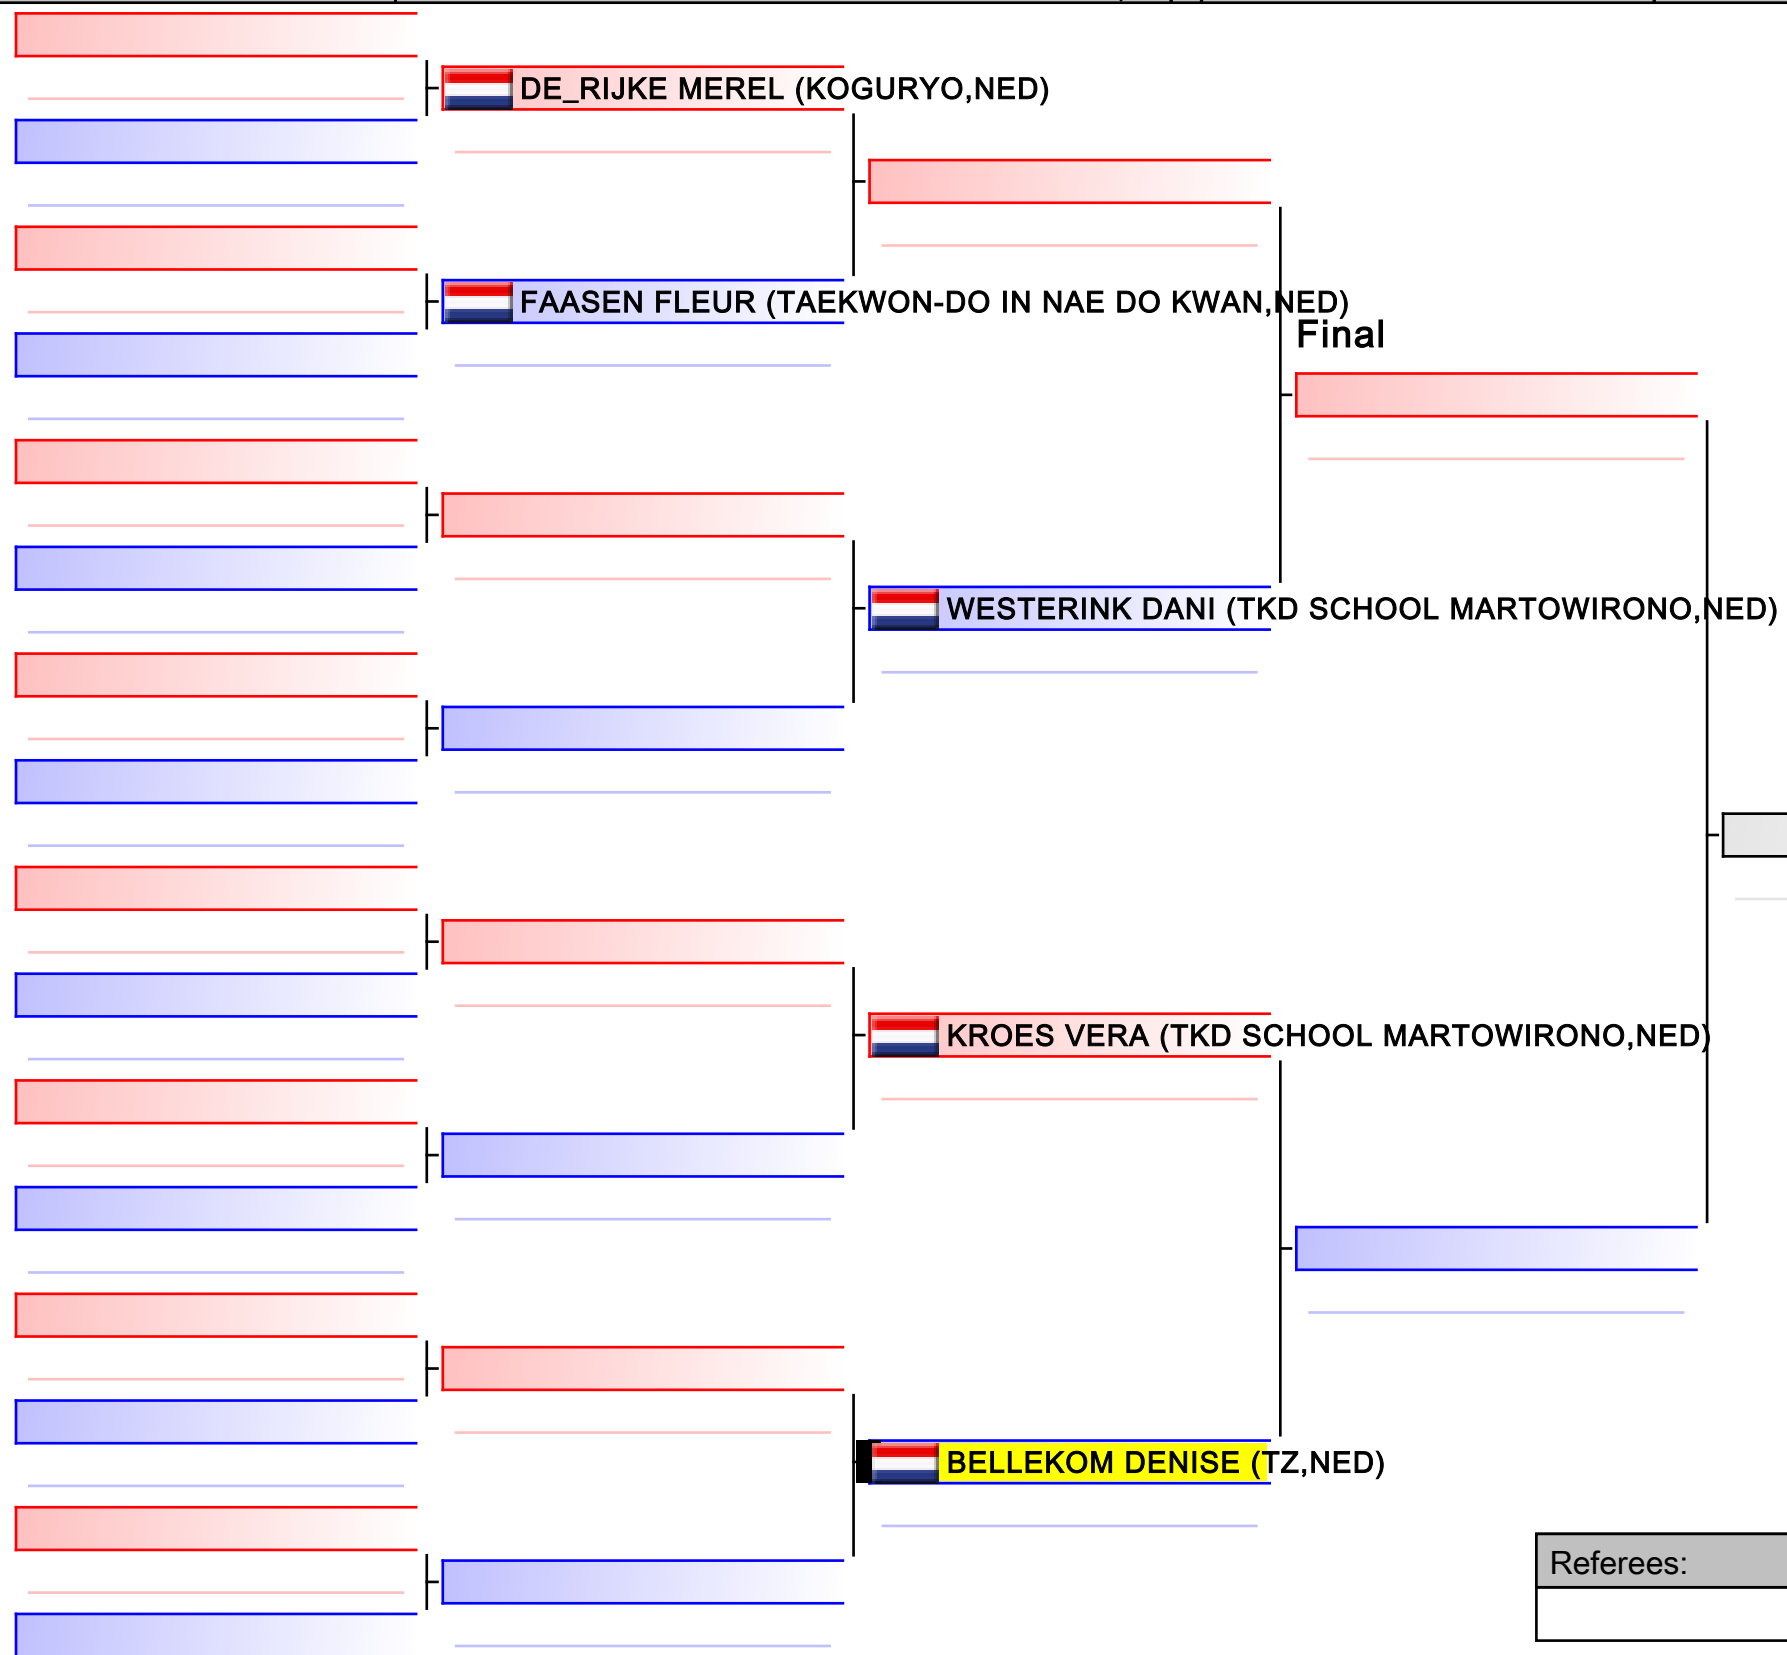 DE_RIJKE MEREL (KOGURYO,NED)
FAASEN FLEUR (TAEKWON-DO IN NAE DO KWAN,NED)
Final
WESTERINK DANI (TKD SCHOOL MARTOWIRONO,NED)
KROES VERA (TKD SCHOOL MARTOWIRONO,NED)
BELLEKOM DENISE (TZ,NED)
Referees: